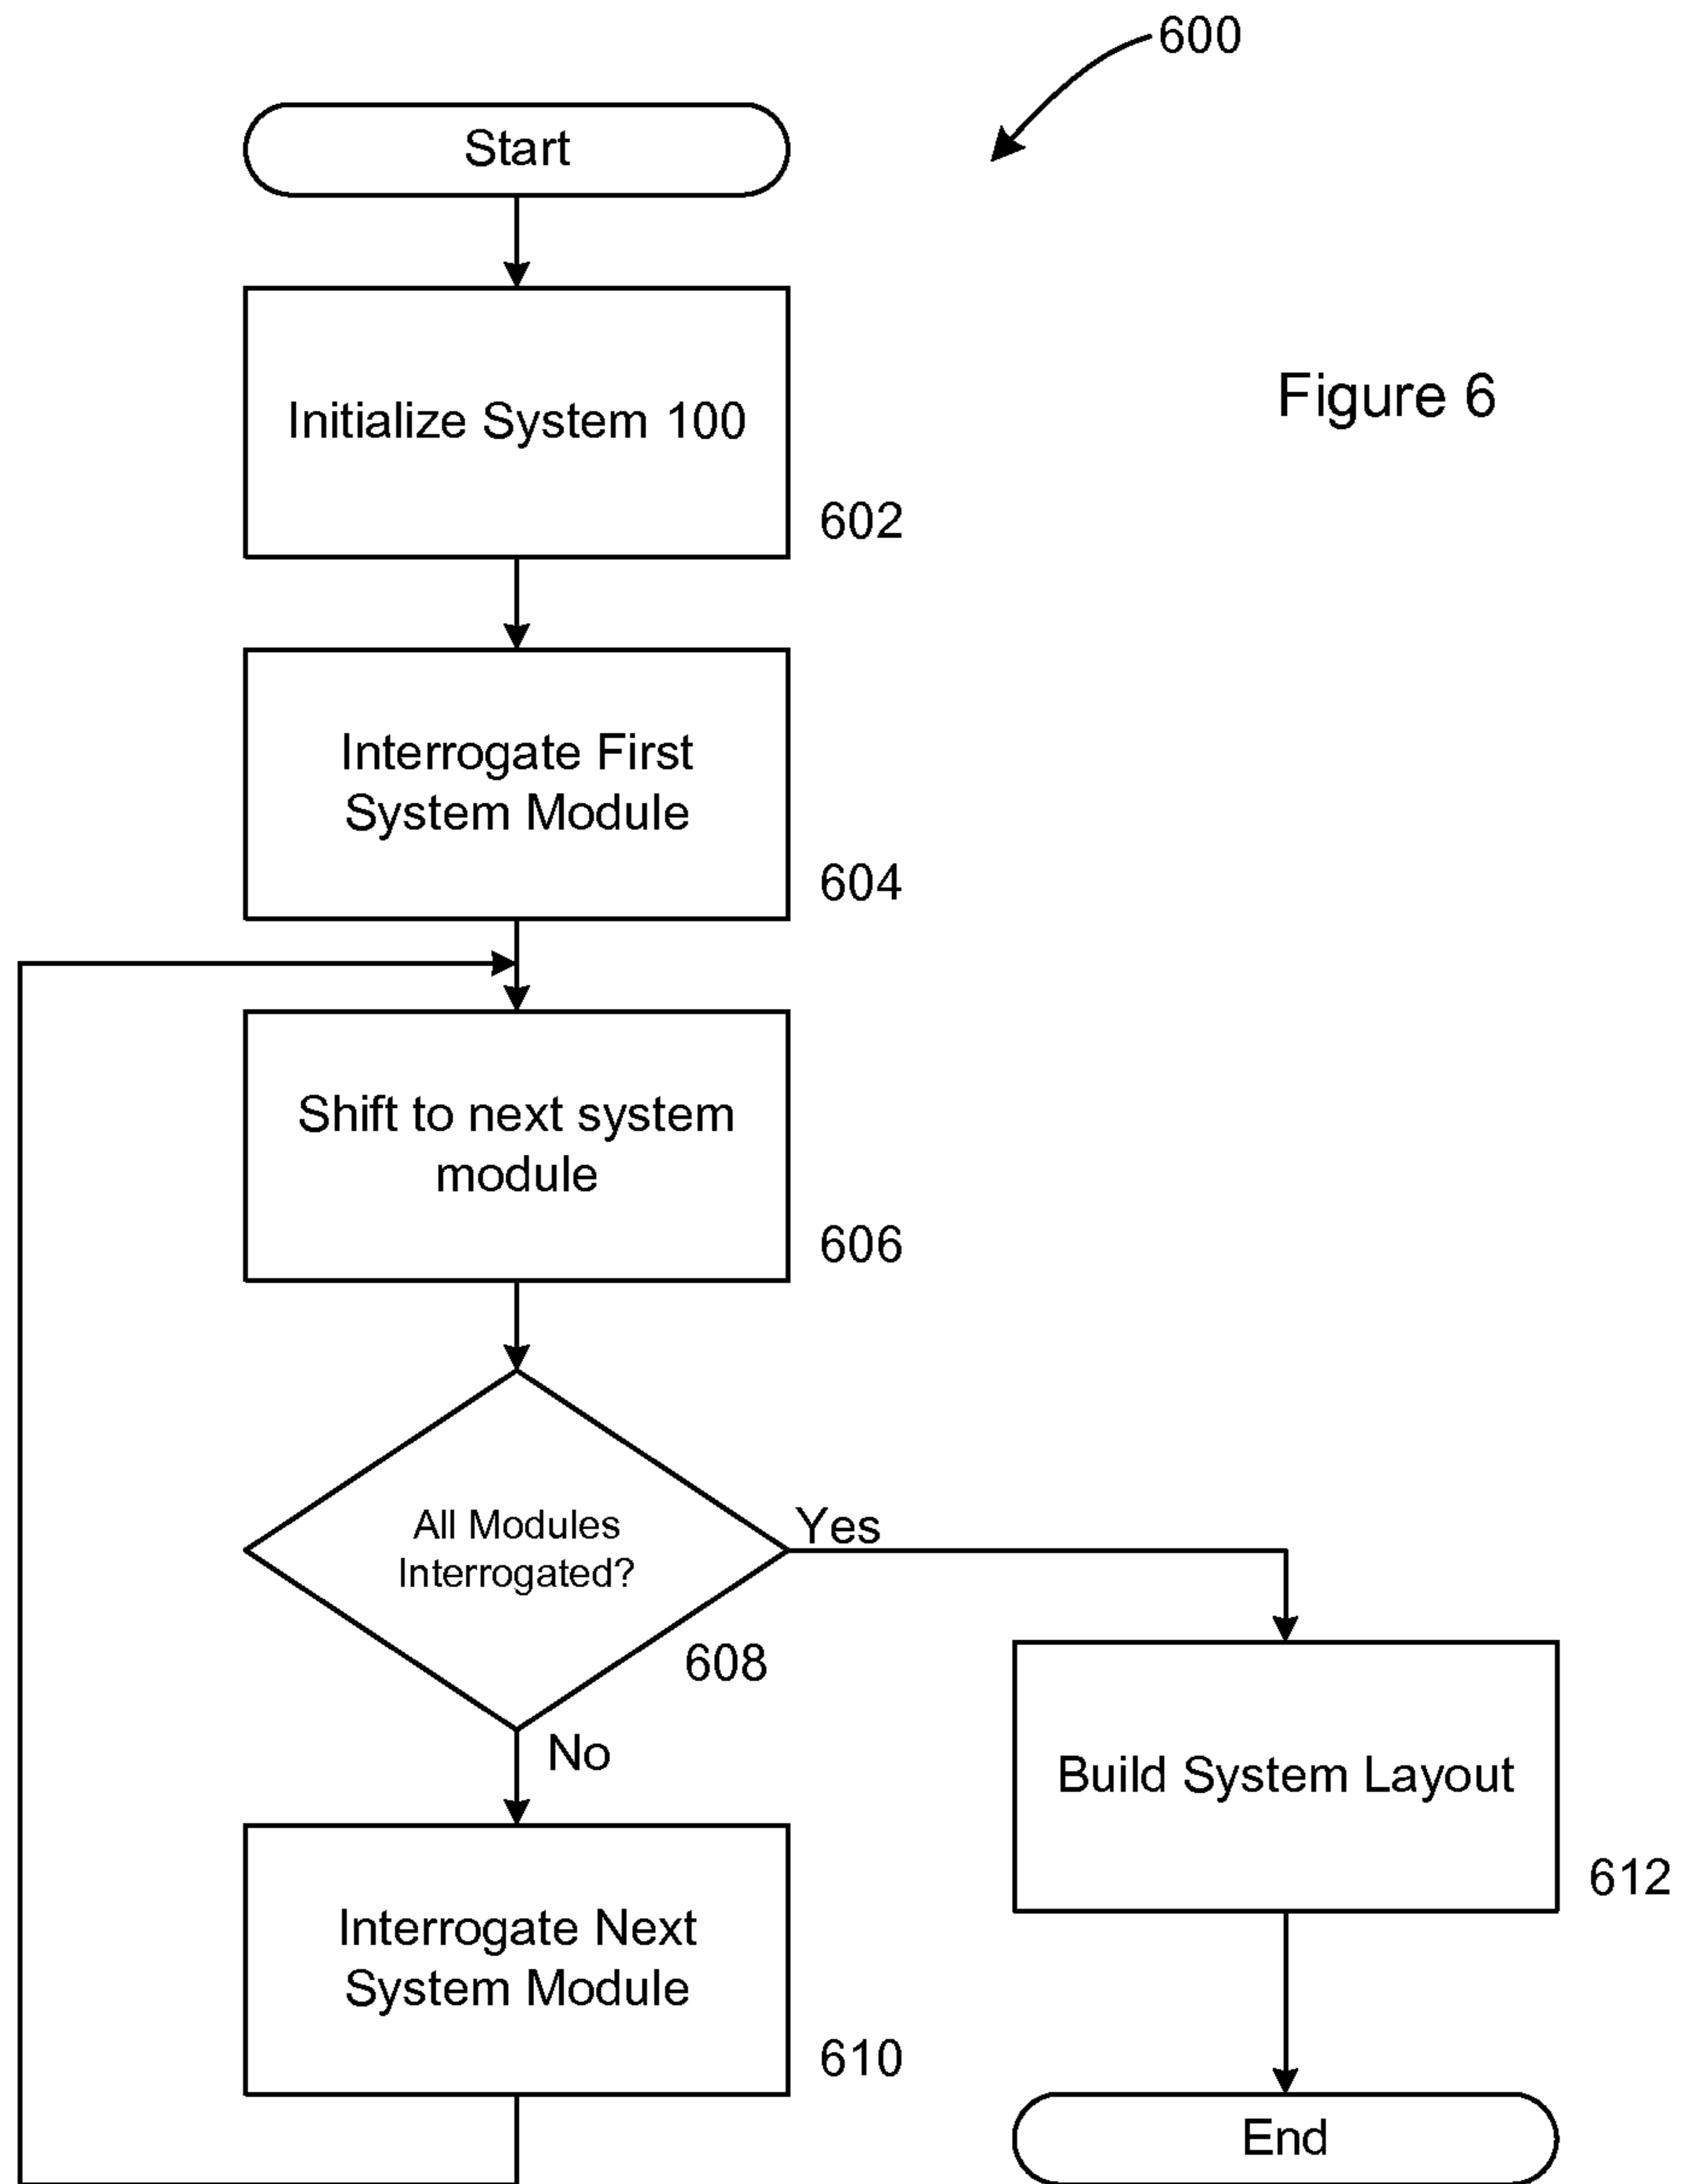 600
Start
Figure 6
Initialize System 100
602
Interrogate First
System Module
604
Shift to next system
module
606
All Modules
Interrogated?
Yes
608
No
Build System Layout
612
Interrogate Next
System Module
610
End